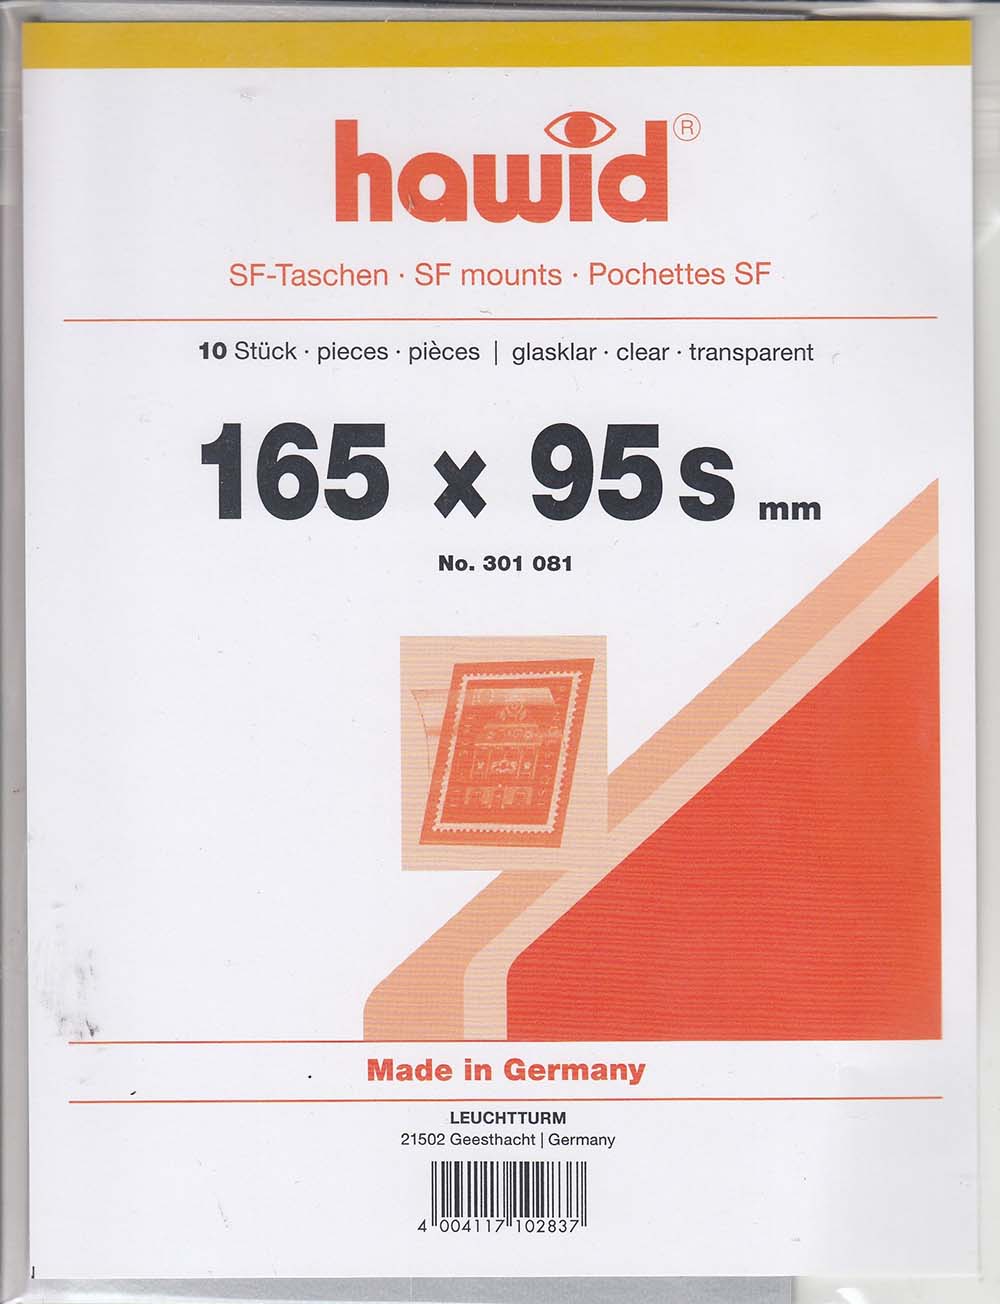 hawid®
SF-Taschen · SF mounts · Pochettes SF
10 Stück · pieces · pièces | glasklar · clear · transparent
165 x 95 s mm
No. 301 081
Made in Germany
LEUCHTTURM
21502 Geesthacht | Germany
4 004117 102837